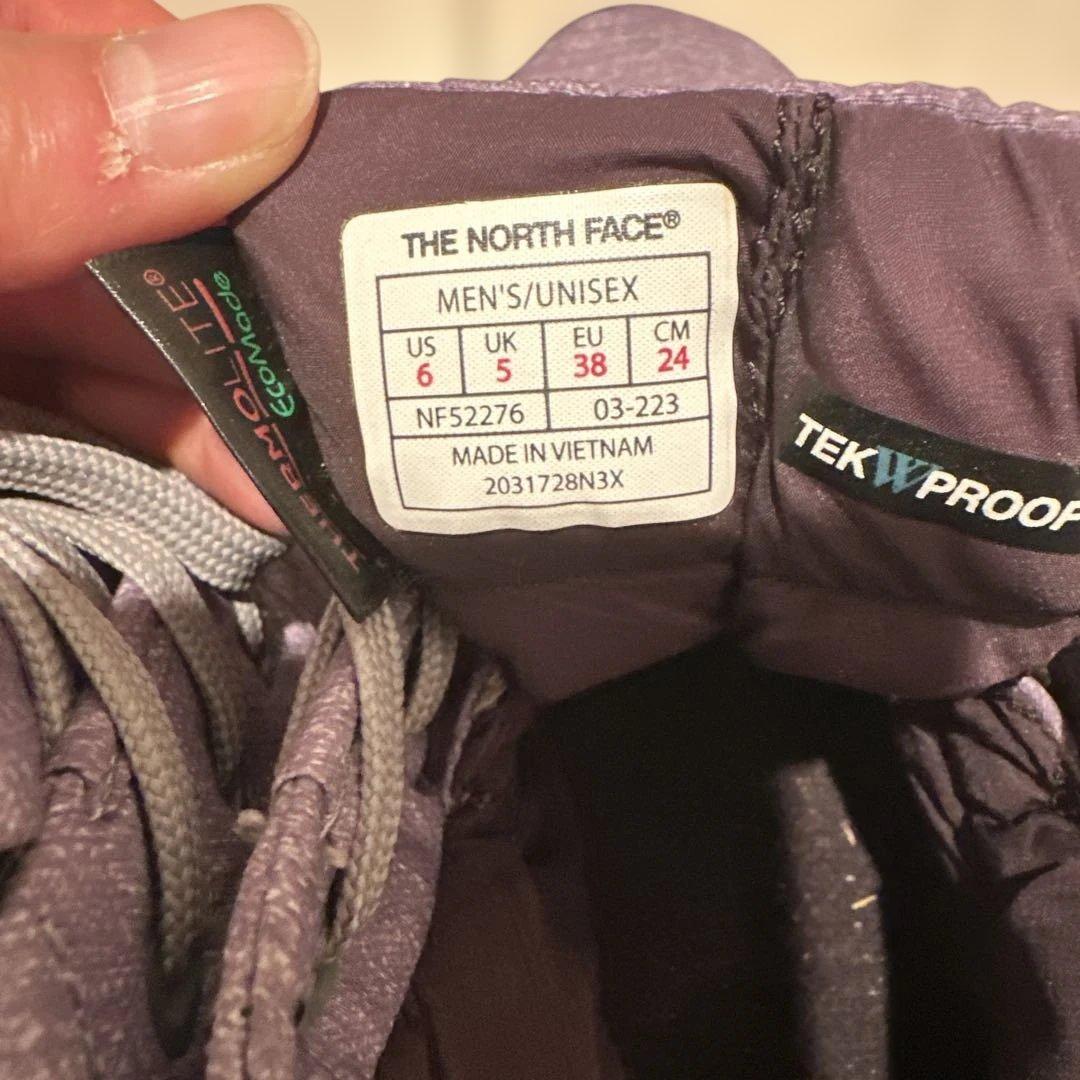 THE NORTH FACE®
MEN'S/UNISEX
US UK EU CM
6 5 38 24
NF52276 03-223
MADE IN VIETNAM
2031728N3X
THERMOLITE®
EcoMade
TEKWPROOF